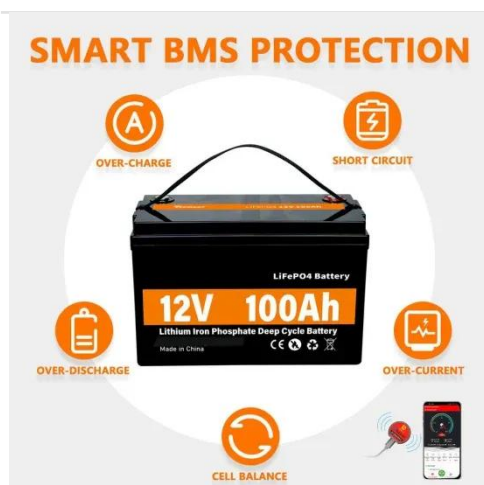 SMART BMS PROTECTION
OVER-CHARGE
SHORT CIRCUIT
LiFePO4 Battery
12V 100Ah
Lithium Iron Phosphate Deep Cycle Battery
Made in China
CE
OVER-DISCHARGE
OVER-CURRENT
CELL BALANCE